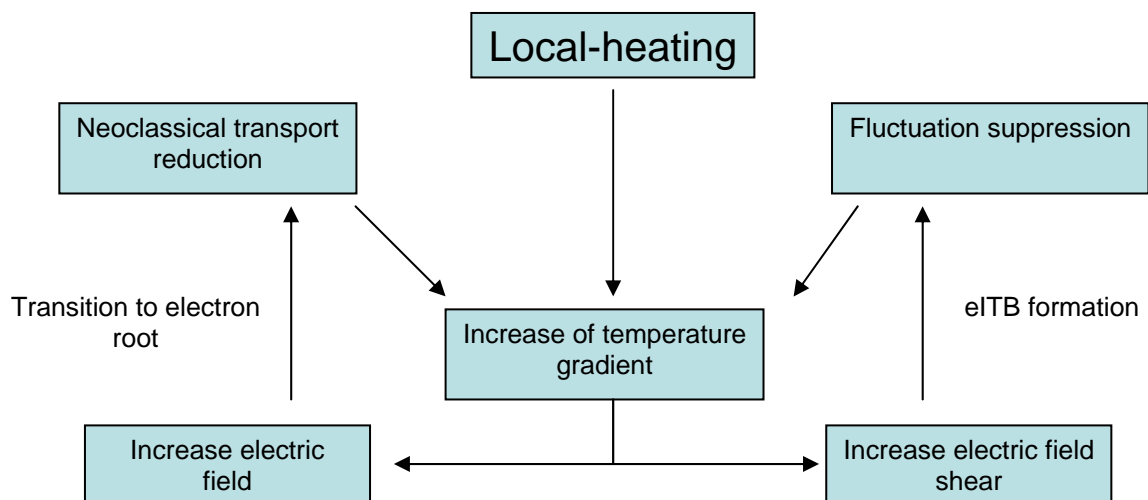 Local-heating
Neoclassical transport
reduction
Fluctuation suppression
Transition to electron
root
eITB formation
Increase of temperature
gradient
Increase electric
field
Increase electric field
shear